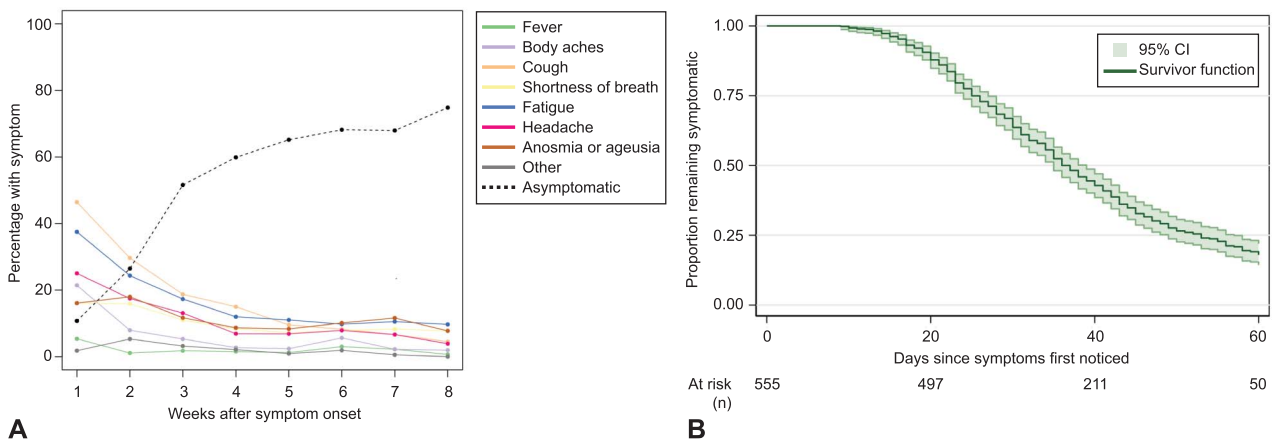 100
80
60
40
20
0
Percentage with symptom
1 2 3 4 5 6 7 8
Weeks after symptom onset
A
Fever
Body aches
Cough
Shortness of breath
Fatigue
Headache
Anosmia or ageusia
Other
Asymptomatic
1.00
0.75
0.50
0.25
0.00
Proportion remaining symptomatic
95% CI
Survivor function
0 20 40 60
Days since symptoms first noticed
At risk 555 497 211 50
(n)
B